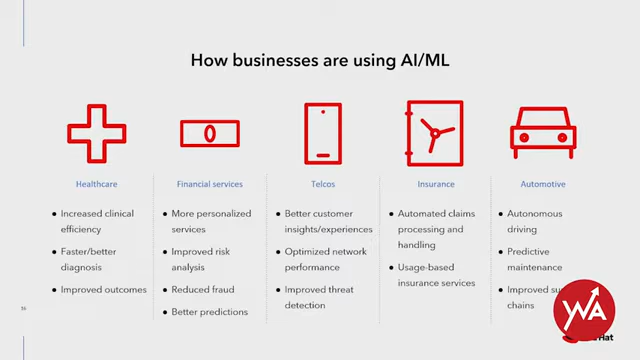 How businesses are using AI/ML
Healthcare
● Increased clinical
efficiency
● Faster/better
diagnosis
● Improved outcomes
Financial services
● More personalized
services
● Improved risk
analysis
● Reduced fraud
● Better predictions
Telcos
● Better customer
insights/experiences
● Optimized network
performance
● Improved threat
detection
Insurance
● Automated claims
processing and
handling
● Usage-based
insurance services
Automotive
● Autonomous
driving
● Predictive
maintenance
● Improved
chains
WA
Hat